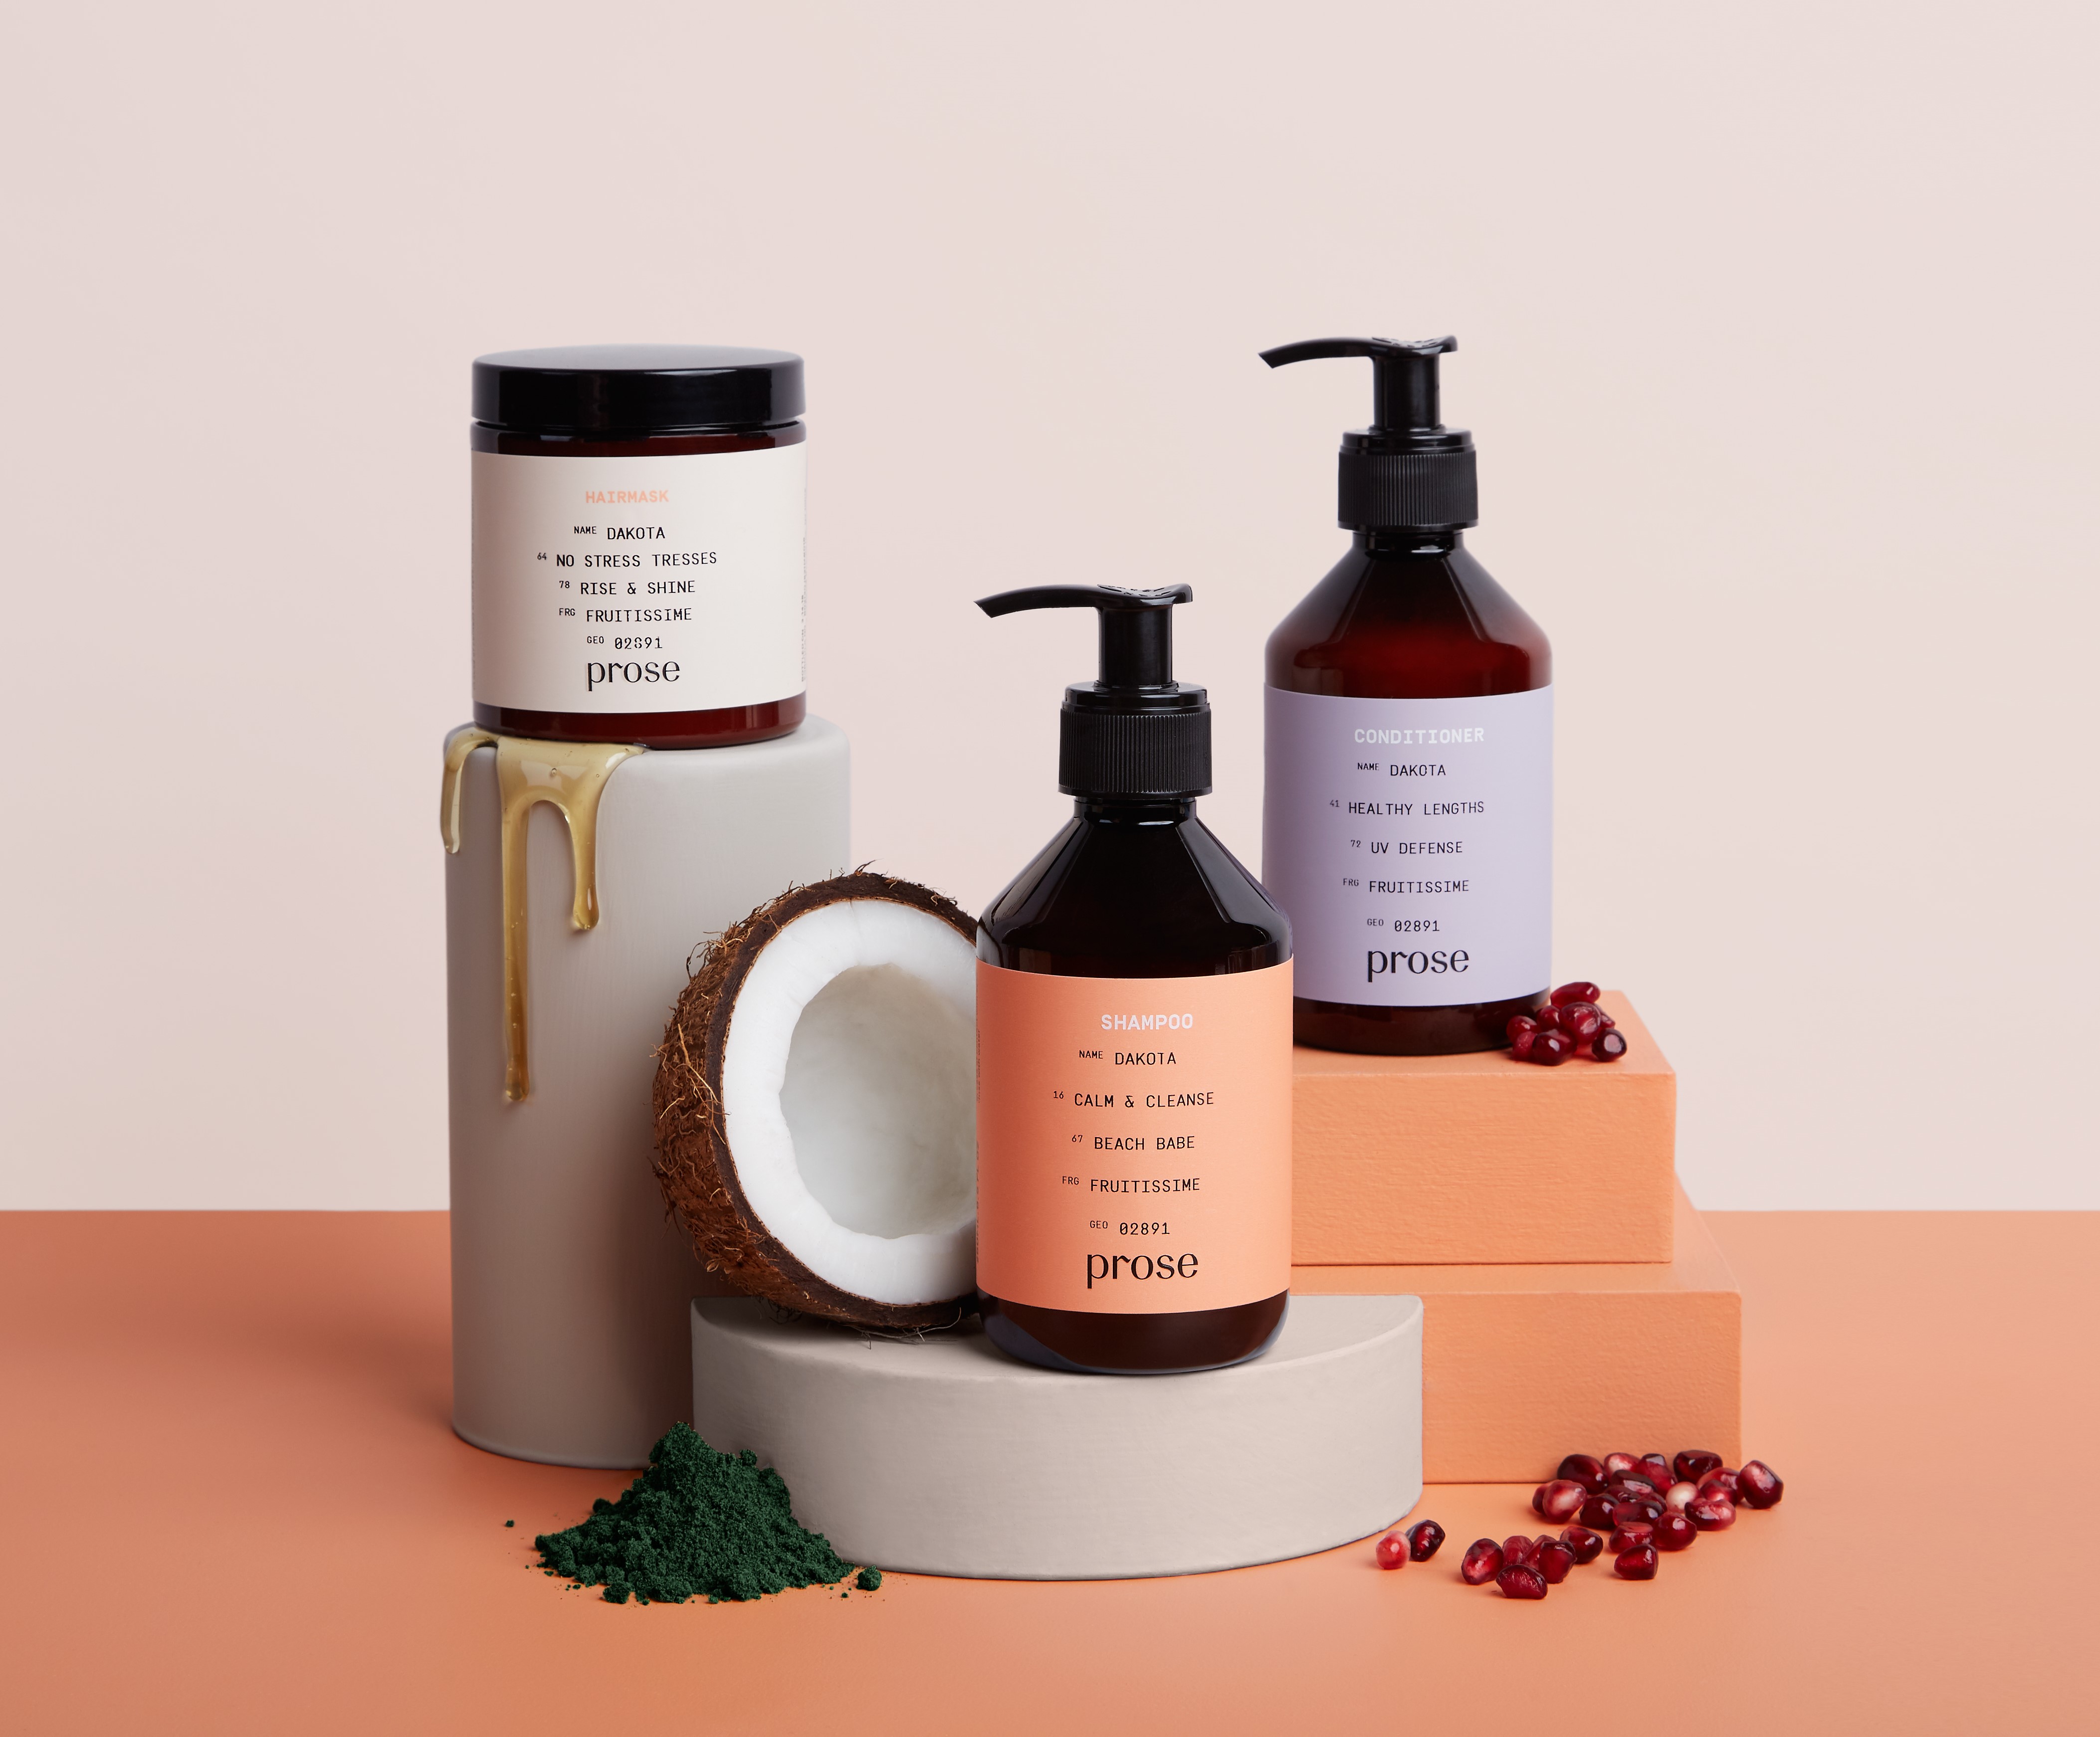 HAIRMASK
NAME DAKOTA
64 NO STRESS TRESSES
78 RISE & SHINE
FRG FRUITISSIME
GEO 02891
prose
SHAMPOO
NAME DAKOTA
16 CALM & CLEANSE
67 BEACH BABE
FRG FRUITISSIME
GEO 02891
prose
CONDITIONER
NAME DAKOTA
41 HEALTHY LENGTHS
72 UV DEFENSE
FRG FRUITISSIME
GEO 02891
prose